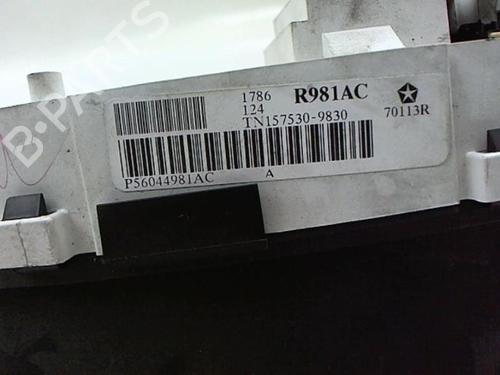 1786 R981AC
124
TN157530-9830 70113R
P56044981AC A
B-PARTS